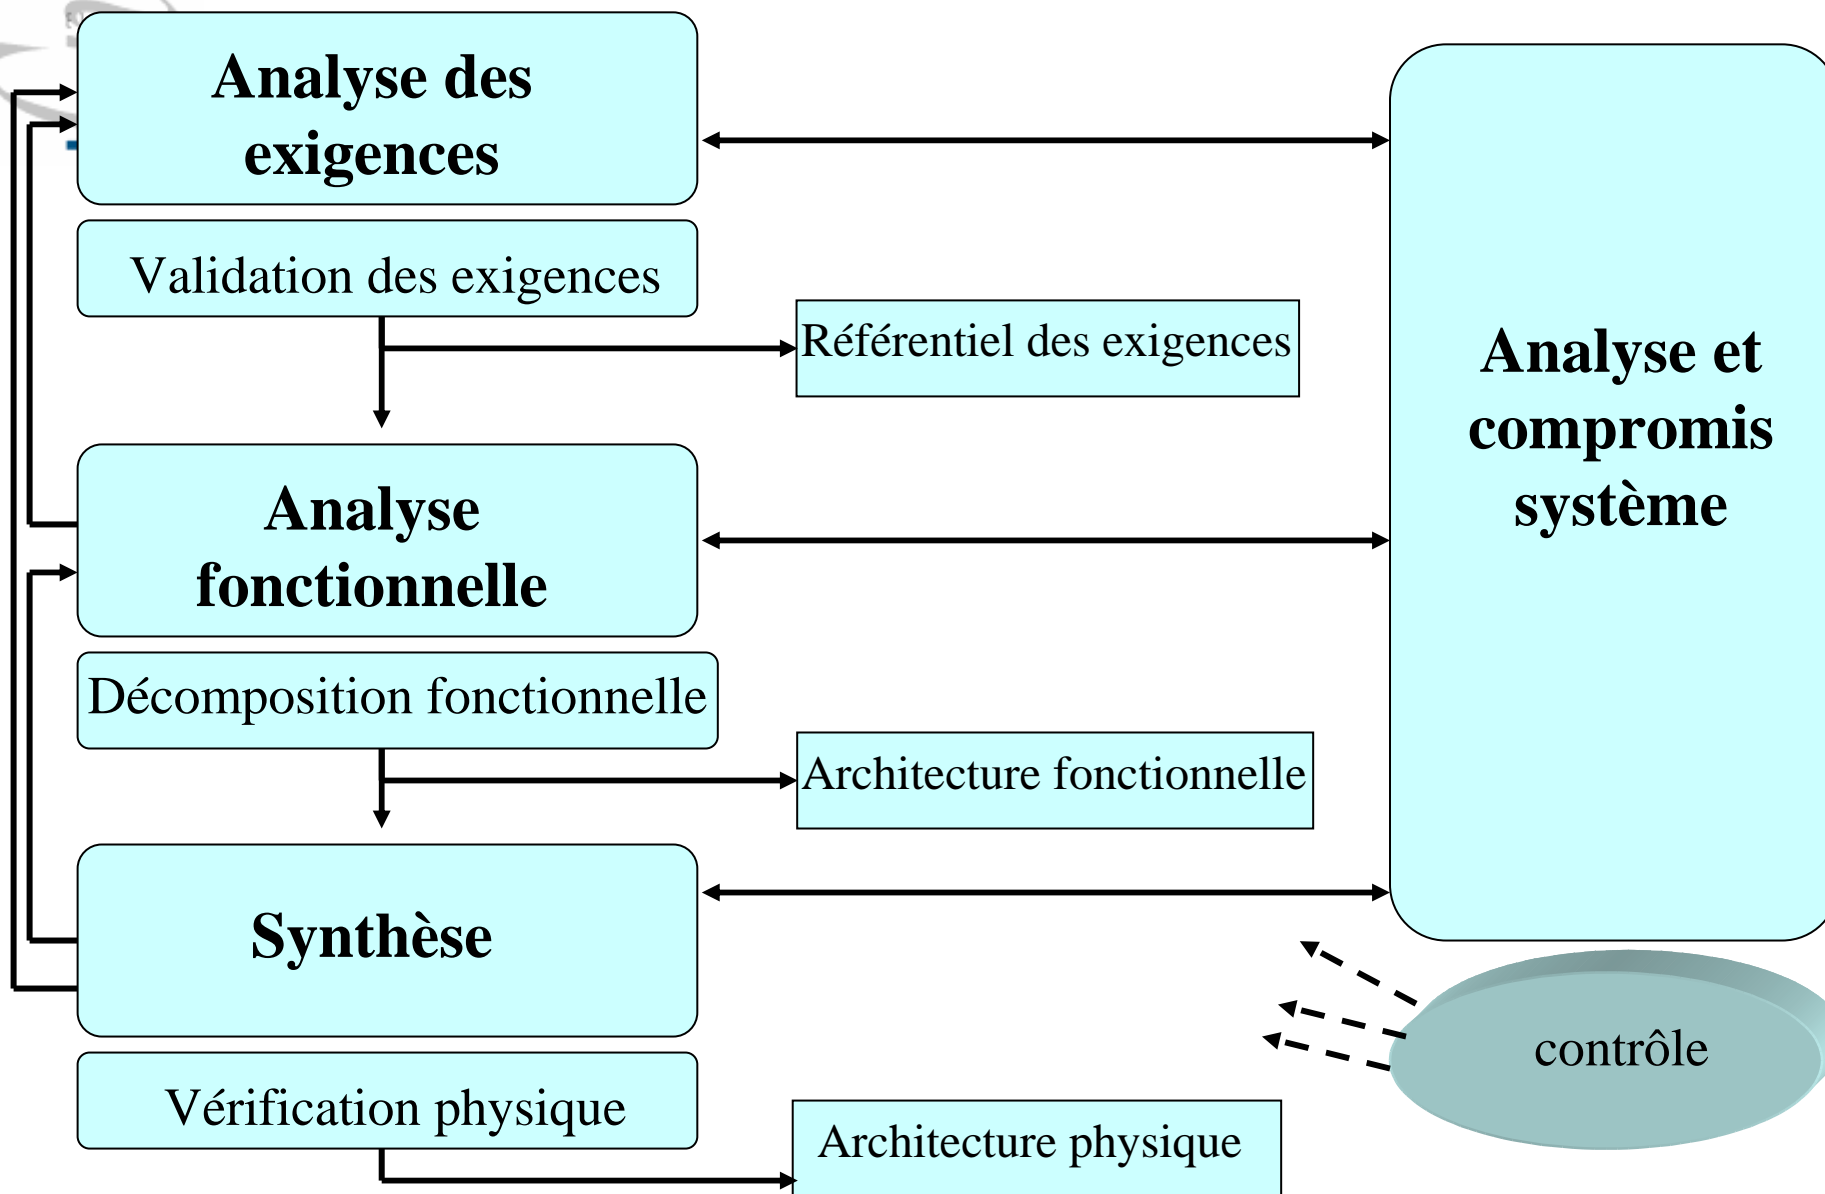 Analyse des
exigences
Validation des exigences
Référentiel des exigences
Analyse et
compromis
système
Analyse
fonctionnelle
Décomposition fonctionnelle
Architecture fonctionnelle
Synthèse
contrôle
Vérification physique
Architecture physique